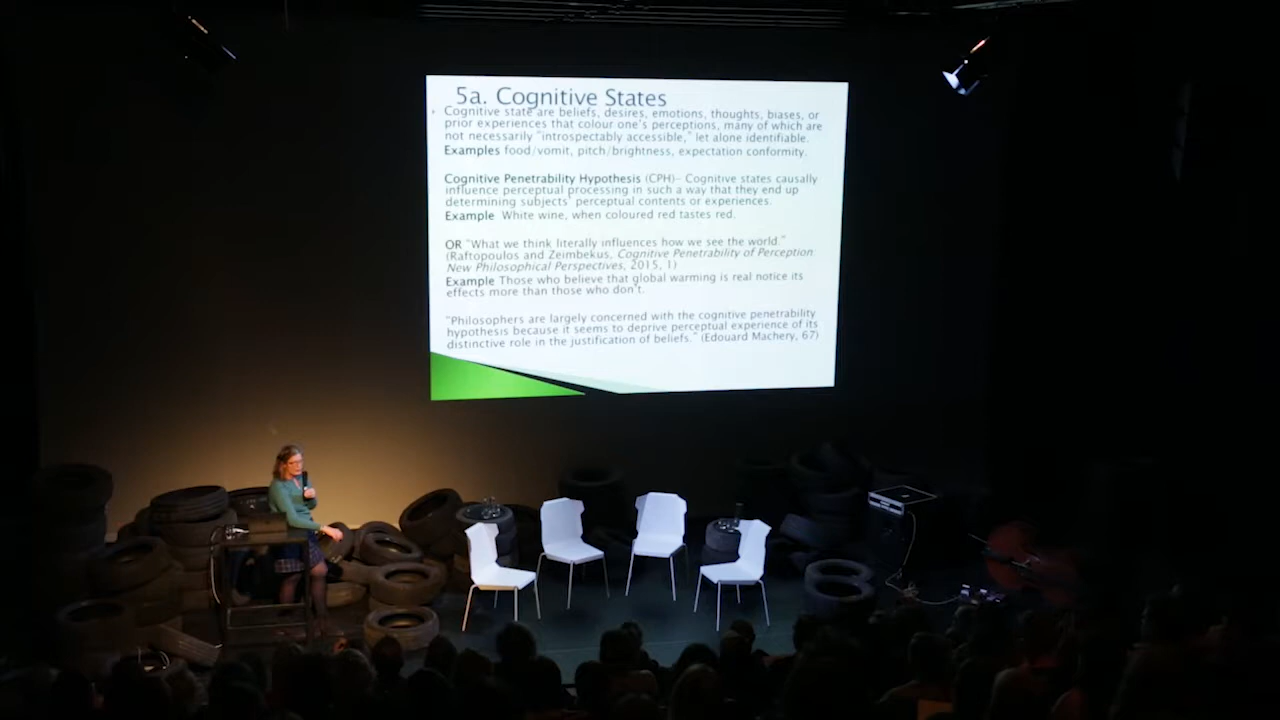 5a. Cognitive States
Cognitive state are beliefs, desires, emotions, thoughts, biases, or
prior experiences that colour one's perceptions, many of which are
not necessarily "introspectably accessible," let alone identifiable.
Examples food/vomit, pitch/brightness, expectation conformity.
Cognitive Penetrability Hypothesis (CPH)– Cognitive states causally
influence perceptual processing in such a way that they end up
determining subjects' perceptual contents or experiences.
Example White wine, when coloured red tastes red.
OR "What we think literally influences how we see the world."
(Raftopoulos and Zeimbekus, Cognitive Penetrability of Perception
New Philosophical Perspectives, 2015, 1)
Example Those who believe that global warming is real notice its
effects more than those who don't.
"Philosophers are largely concerned with the cognitive penetrability
hypothesis because it seems to deprive perceptual experience of its
distinctive role in the justification of beliefs." (Edouard Machery, 67)